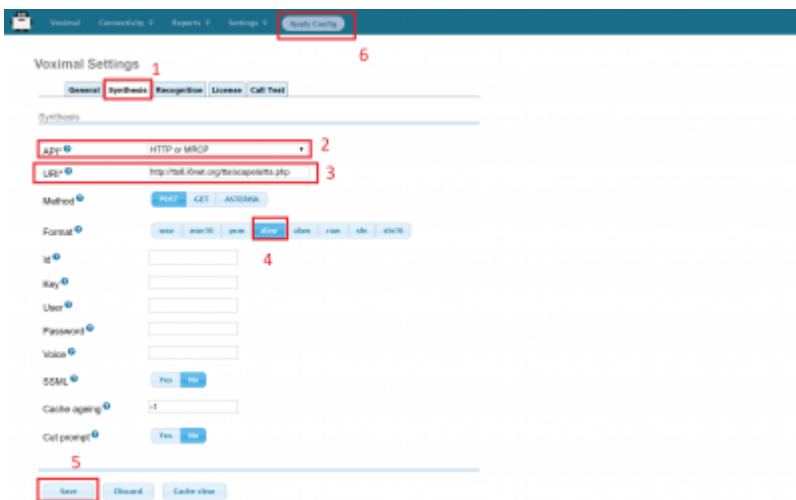 Voximal Connectivity Reports Settings Apply Config
6
Voximal Settings
1
General Synthesis Recognition License Call Test
Synthesis
API* HTTP or MRCP 2
URI* 3
Method POST GET ASTERISK
Format wav wav16 pcm alaw ulaw sln sln16
4
Id
Key
User
Password
Voice
SSML Yes No
Cache ageing -1
Cut prompt Yes No
5
Save Discard Cache clear